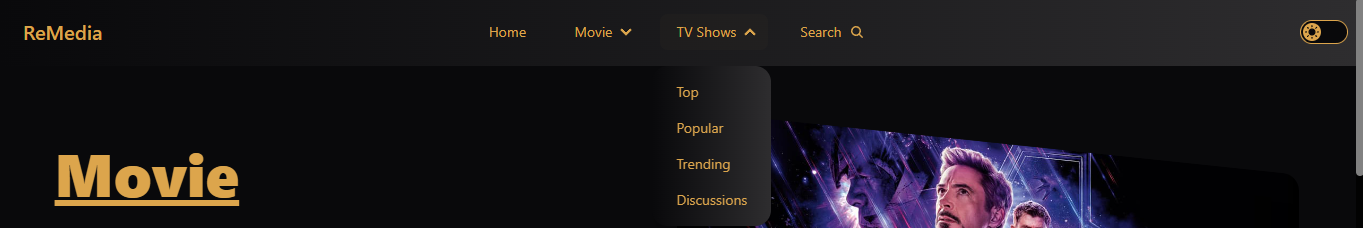 ReMedia Home Movie TV Shows Search
Top
Popular
Trending
Discussions
Movie